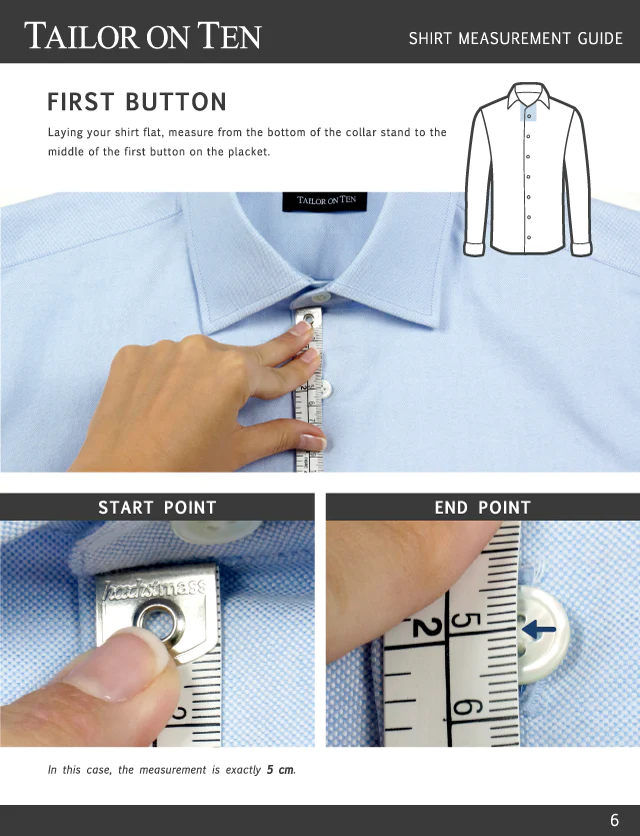 TAILOR ON TEN
SHIRT MEASUREMENT GUIDE
FIRST BUTTON
Laying your shirt flat, measure from the bottom of the collar stand to the
middle of the first button on the placket.
TAILOR ON TEN
START POINT
END POINT
hoechstmass
2
2
5
6
In this case, the measurement is exactly 5 cm.
6